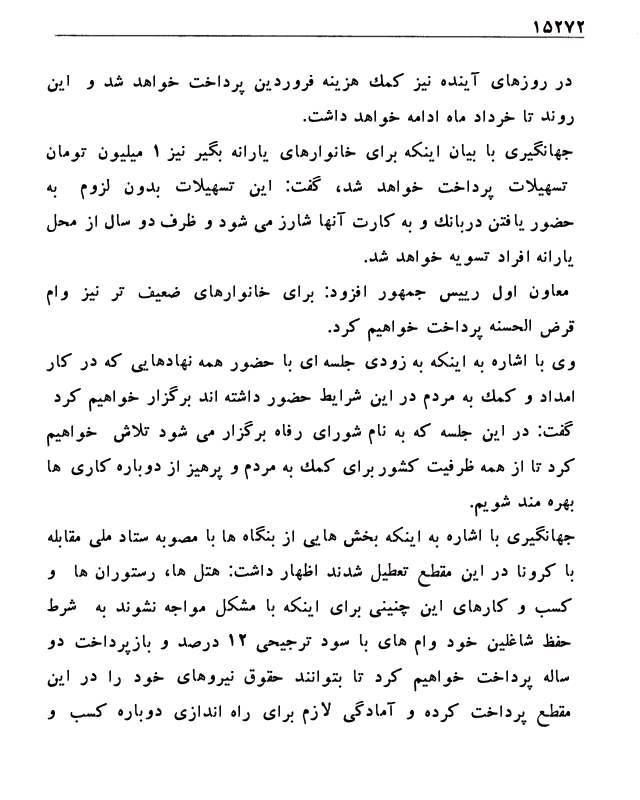 ۱۵۲۷۲
در روزهای آینده نیز کمك هزینه فروردین پرداخت خواهد شد و این
روند تا خرداد ماه ادامه خواهد داشت.
جهانگیری با بیان اینکه برای خانوارهای یارانه بگیر نیز ۱ میلیون تومان
تسهیلات پرداخت خواهد شد، گفت: این تسهیلات بدون لزوم به
حضور یافتن دربانك و به کارت آنها شارز می شود و ظرف دو سال از محل
یارانه افراد تسویه خواهد شد.
معاون اول رییس جمهور افزود: برای خانوارهای ضعیف تر نیز وام
قرض الحسنه پرداخت خواهیم کرد.
وی با اشاره به اینکه به زودی جلسه ای با حضور همه نهادهایی که در کار
امداد و کمك به مردم در این شرایط حضور داشته اند برگزار خواهیم کرد
گفت: در این جلسه که به نام شورای رفاه برگزار می شود تلاش خواهیم
کرد تا از همه ظرفیت کشور برای کمك به مردم و پرهیز از دوباره کاری ها
بهره مند شویم.
جهانگیری با اشاره به اینکه بخش هایی از بنگاه ها با مصوبه ستاد ملی مقابله
با کرونا در این مقطع تعطیل شدند اظهار داشت: هتل ها، رستوران ها و
کسب و کارهای این چنینی برای اینکه با مشکل مواجه نشوند به شرط
حفظ شاغلین خود وام های با سود ترجیحی ۱۲ درصد و بازپرداخت دو
ساله پرداخت خواهیم کرد تا بتوانند حقوق نیروهای خود را در این
مقطع پرداخت کرده و آمادگی لازم برای راه اندازی دوباره کسب و